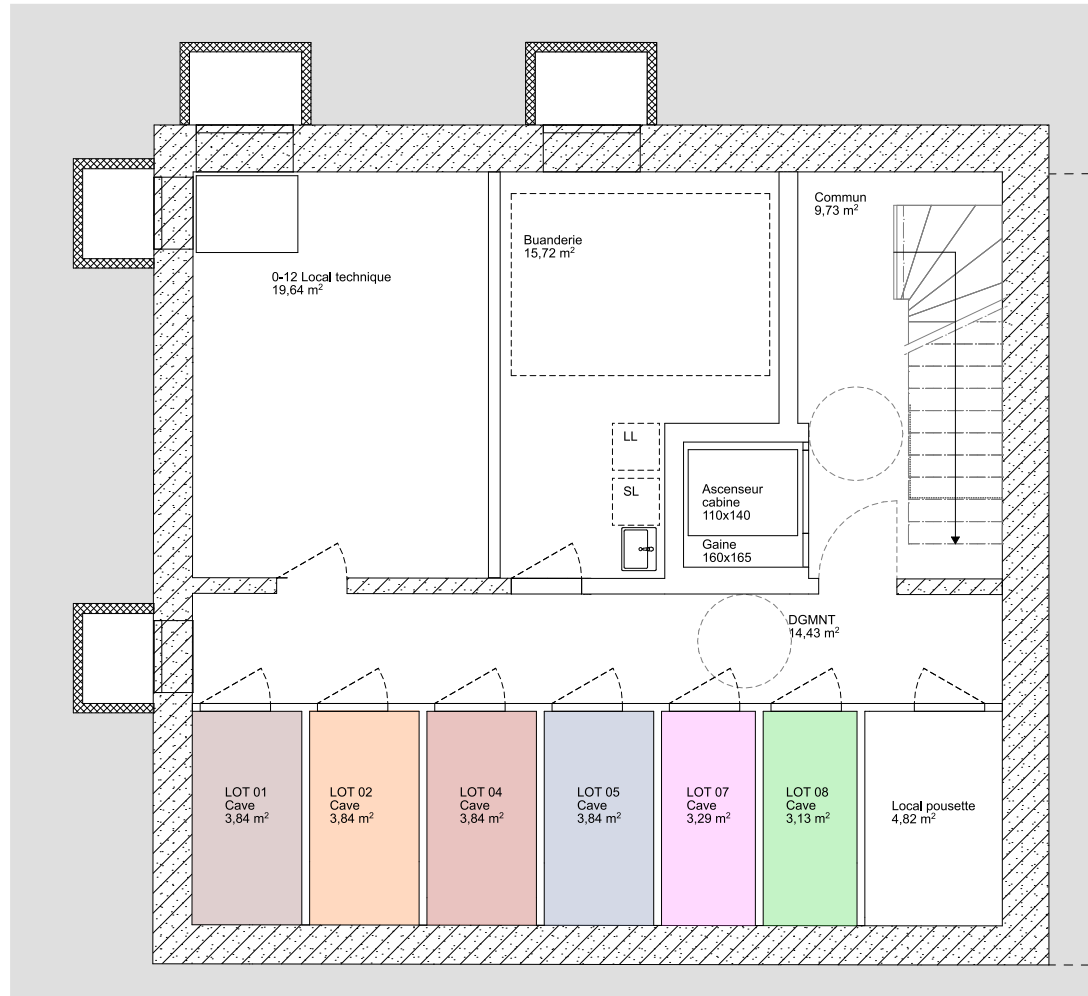 Commun
9,73 m²
Buanderie
15,72 m²
0-12 Local technique
19,64 m²
LL
SL
Ascenseur
cabine
110x140
Gaine
160x165
DGMNT
14,43 m²
LOT 01
Cave
3,84 m²
LOT 02
Cave
3,84 m²
LOT 04
Cave
3,84 m²
LOT 05
Cave
3,84 m²
LOT 07
Cave
3,29 m²
LOT 08
Cave
3,13 m²
Local pousette
4,82 m²